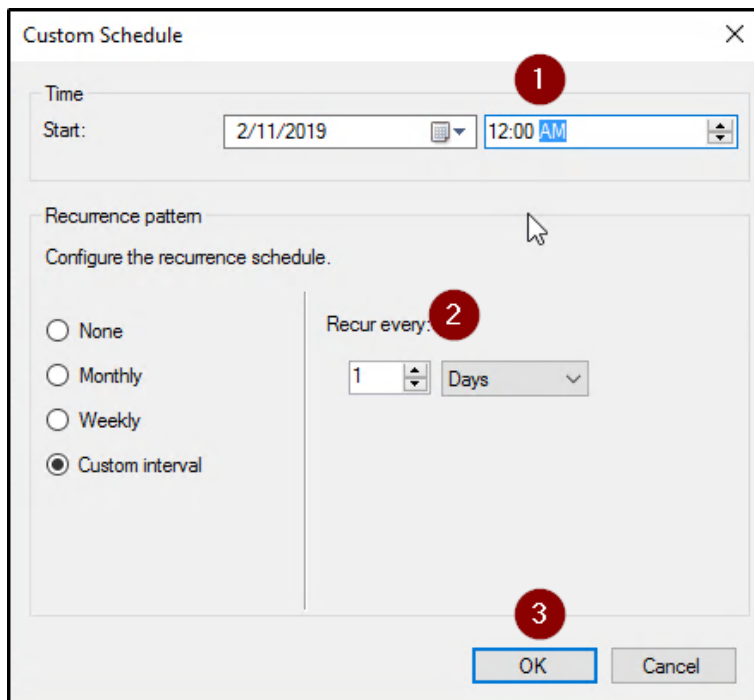 Custom Schedule
1
Time
Start: 2/11/2019 12:00 AM
Recurrence pattern
Configure the recurrence schedule.
None
Monthly
Weekly
Custom interval
Recur every: 2
1 Days
3
OK Cancel